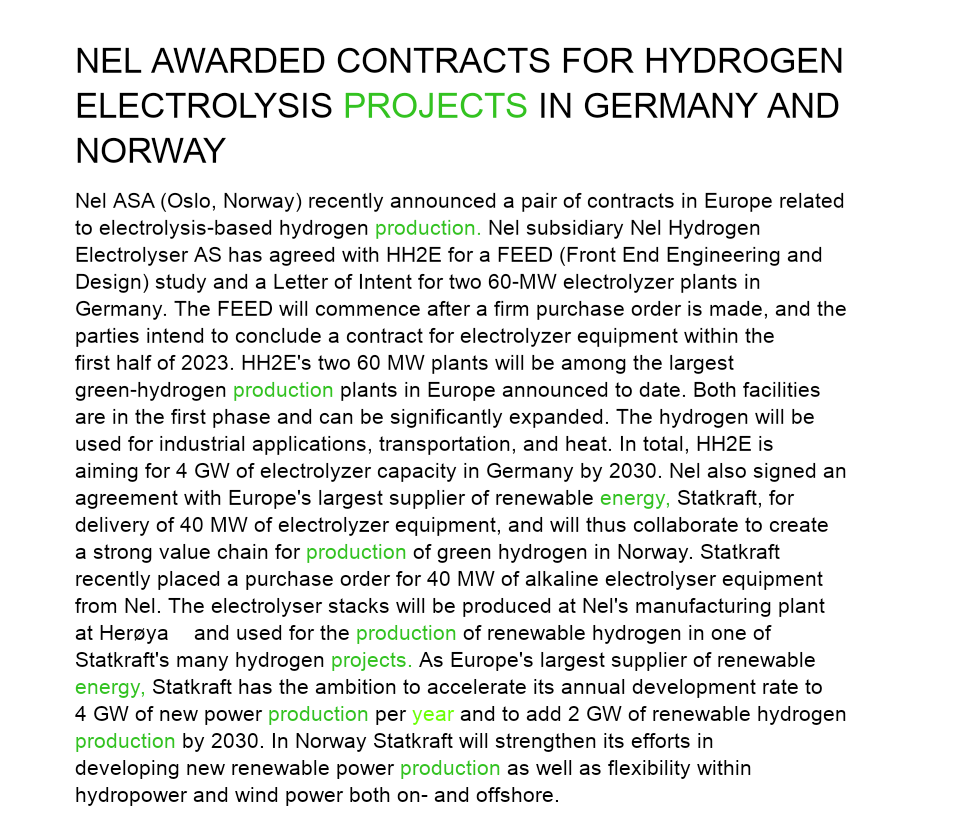 NEL AWARDED CONTRACTS FOR HYDROGEN
ELECTROLYSIS PROJECTS IN GERMANY AND
NORWAY
Nel ASA (Oslo, Norway) recently announced a pair of contracts in Europe related
to electrolysis-based hydrogen production. Nel subsidiary Nel Hydrogen
Electrolyser AS has agreed with HH2E for a FEED (Front End Engineering and
Design) study and a Letter of Intent for two 60-MW electrolyzer plants in
Germany. The FEED will commence after a firm purchase order is made, and the
parties intend to conclude a contract for electrolyzer equipment within the
first half of 2023. HH2E's two 60 MW plants will be among the largest
green-hydrogen production plants in Europe announced to date. Both facilities
are in the first phase and can be significantly expanded. The hydrogen will be
used for industrial applications, transportation, and heat. In total, HH2E is
aiming for 4 GW of electrolyzer capacity in Germany by 2030. Nel also signed an
agreement with Europe's largest supplier of renewable energy, Statkraft, for
delivery of 40 MW of electrolyzer equipment, and will thus collaborate to create
a strong value chain for production of green hydrogen in Norway. Statkraft
recently placed a purchase order for 40 MW of alkaline electrolyser equipment
from Nel. The electrolyser stacks will be produced at Nel's manufacturing plant
at Herøya and used for the production of renewable hydrogen in one of
Statkraft's many hydrogen projects. As Europe's largest supplier of renewable
energy, Statkraft has the ambition to accelerate its annual development rate to
4 GW of new power production per year and to add 2 GW of renewable hydrogen
production by 2030. In Norway Statkraft will strengthen its efforts in
developing new renewable power production as well as flexibility within
hydropower and wind power both on- and offshore.